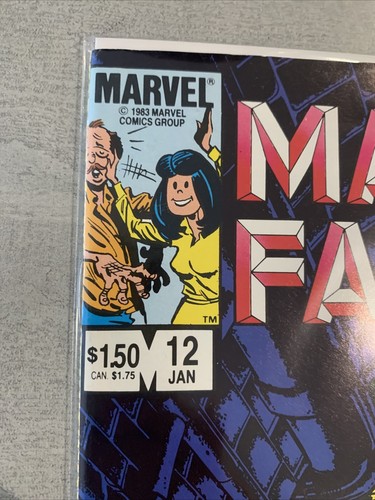 MARVEL®
© 1983 MARVEL
COMICS GROUP
MA
FA
TM
$1.50
CAN. $1.75
12
JAN